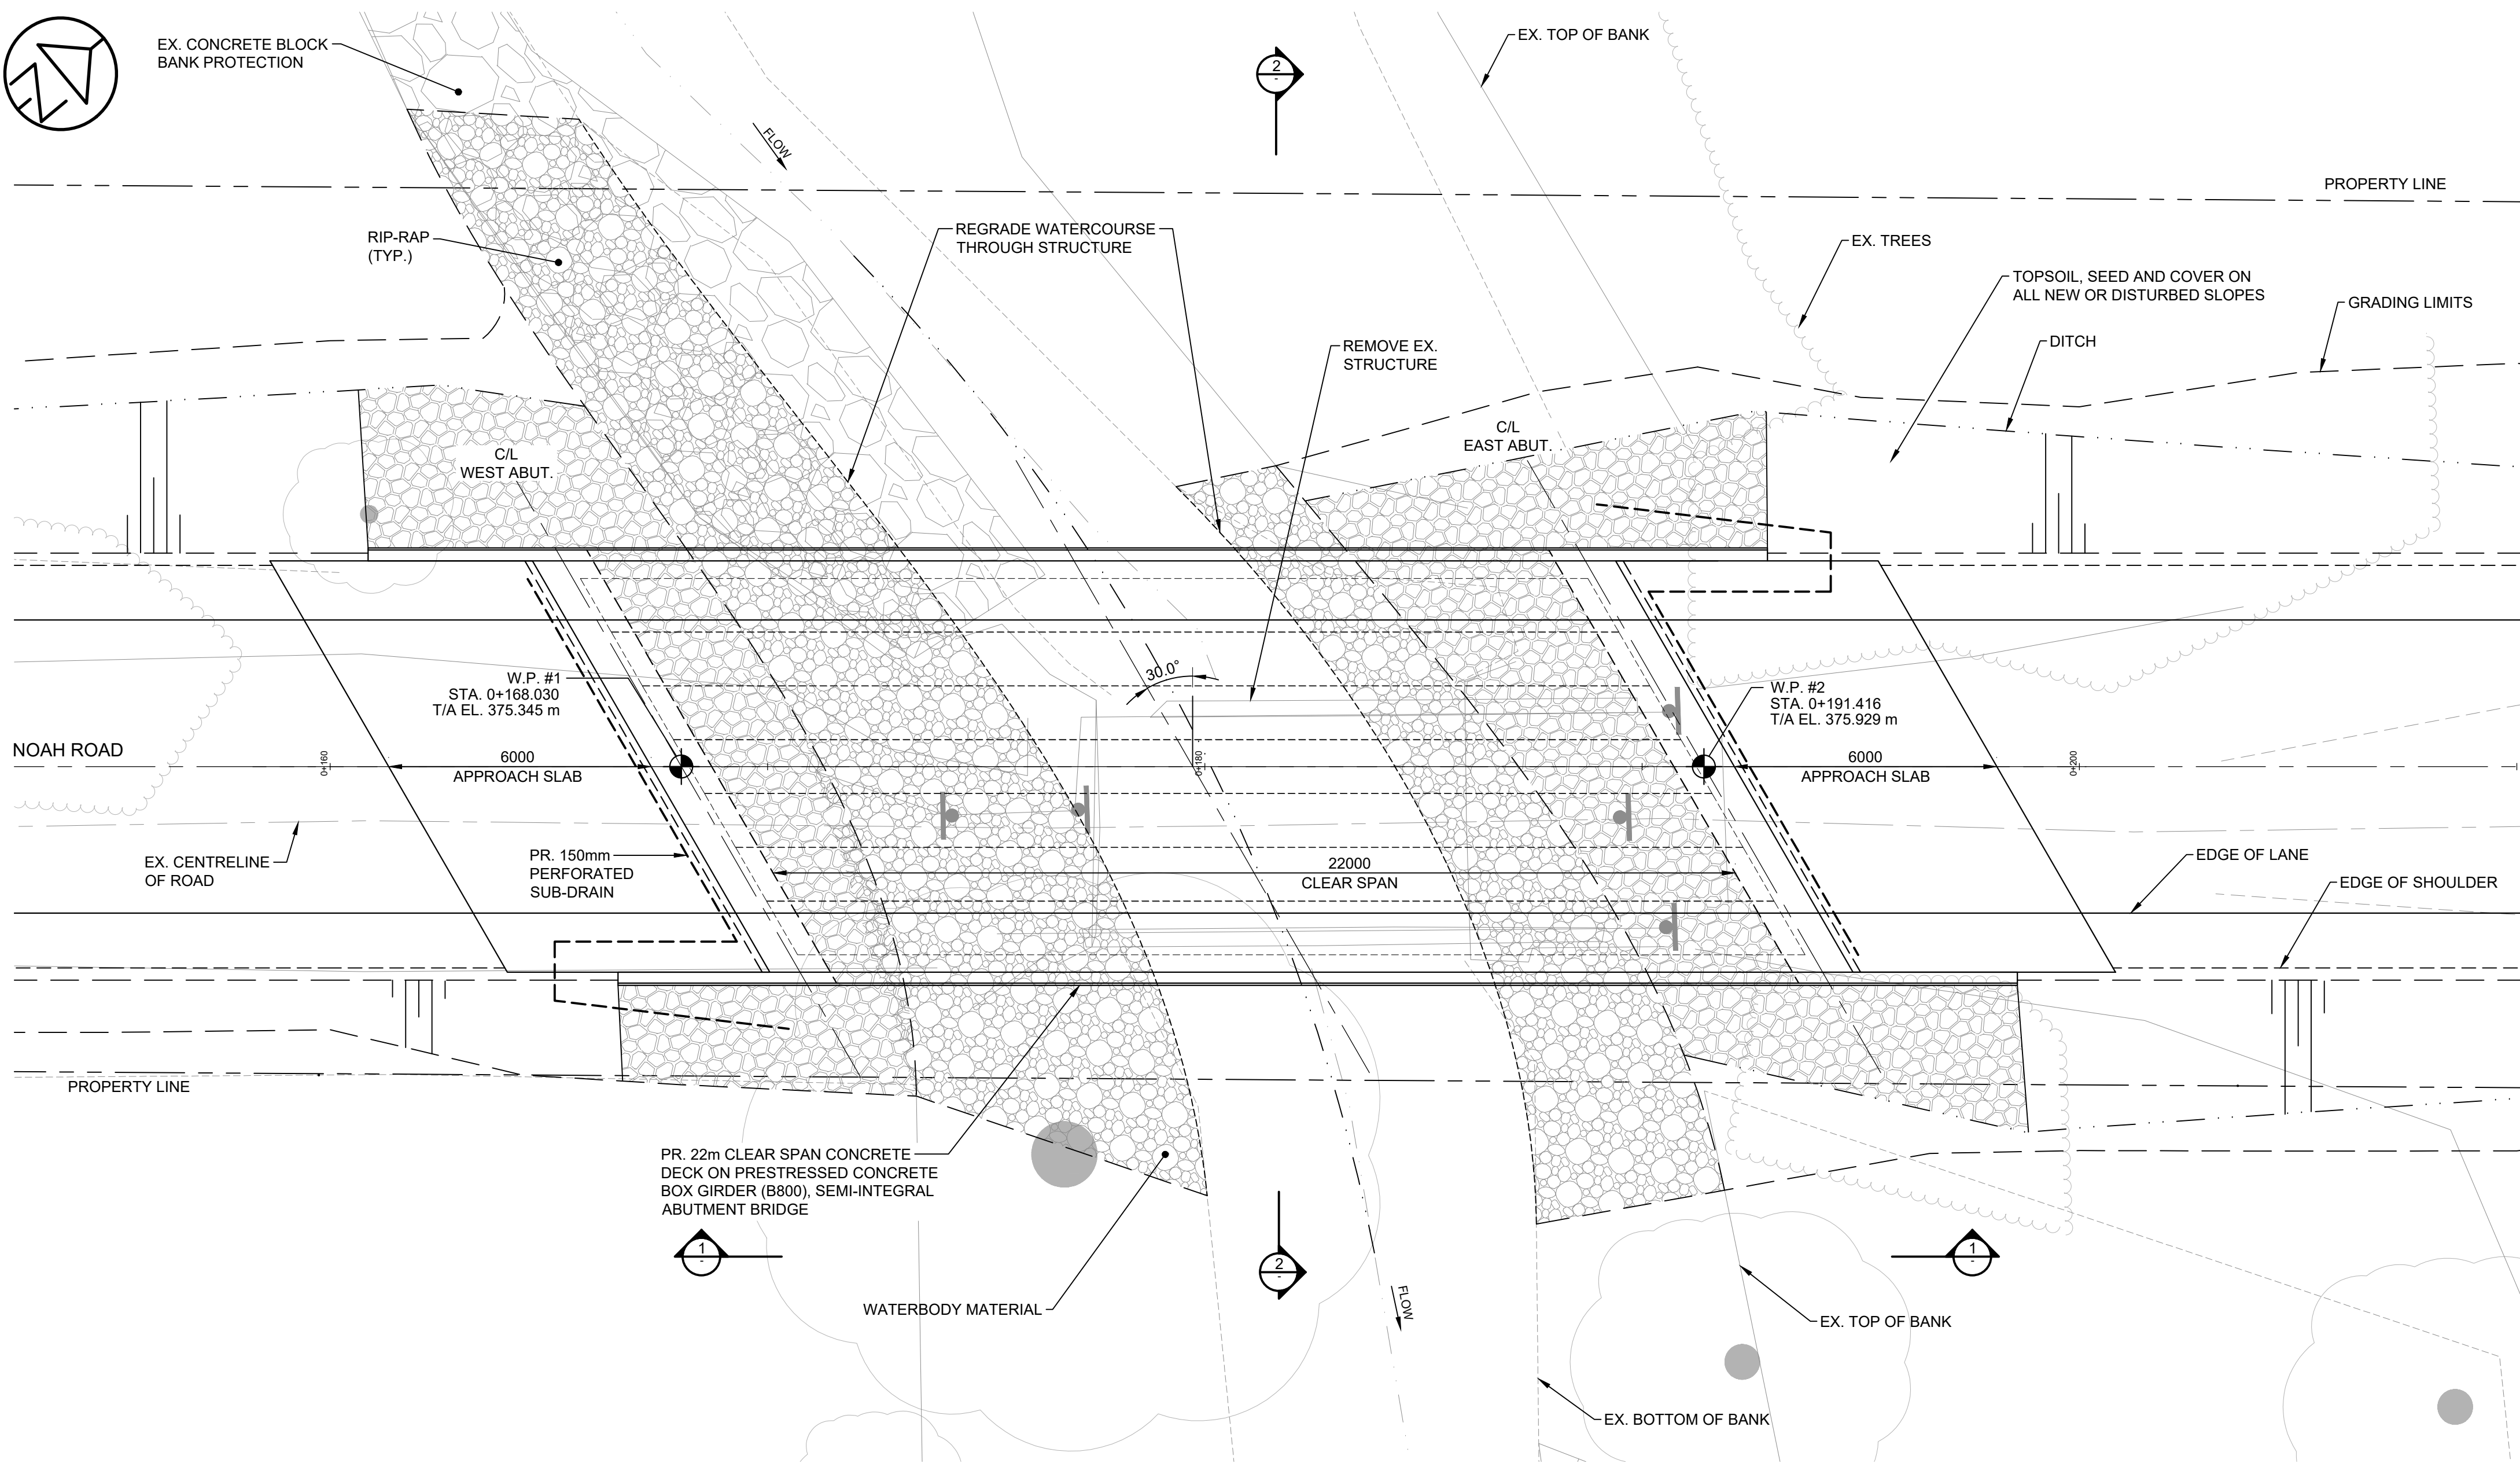 EX. CONCRETE BLOCK
BANK PROTECTION
N
FLOW
2
-
EX. TOP OF BANK
PROPERTY LINE
RIP-RAP
(TYP.)
REGRADE WATERCOURSE
THROUGH STRUCTURE
EX. TREES
TOPSOIL, SEED AND COVER ON
ALL NEW OR DISTURBED SLOPES
GRADING LIMITS
DITCH
REMOVE EX.
STRUCTURE
C/L
WEST ABUT.
C/L
EAST ABUT.
30.0°
W.P. #1
STA. 0+168.030
T/A EL. 375.345 m
W.P. #2
STA. 0+191.416
T/A EL. 375.929 m
NOAH ROAD
0+160
6000
APPROACH SLAB
0+180
6000
APPROACH SLAB
0+200
EX. CENTRELINE
OF ROAD
PR. 150mm
PERFORATED
SUB-DRAIN
22000
CLEAR SPAN
EDGE OF LANE
EDGE OF SHOULDER
PROPERTY LINE
PR. 22m CLEAR SPAN CONCRETE
DECK ON PRESTRESSED CONCRETE
BOX GIRDER (B800), SEMI-INTEGRAL
ABUTMENT BRIDGE
1
-
2
-
1
-
WATERBODY MATERIAL
FLOW
EX. TOP OF BANK
EX. BOTTOM OF BANK